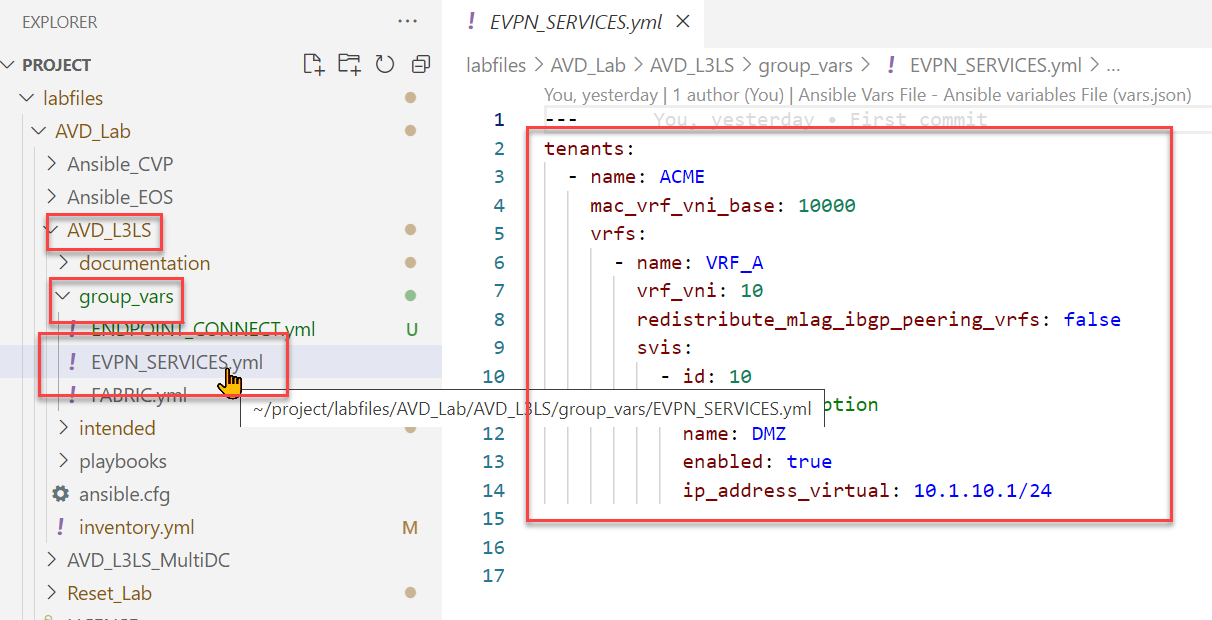 EXPLORER
PROJECT
labfiles
AVD_Lab
Ansible_CVP
Ansible_EOS
AVD_L3LS
documentation
group_vars
! ENDPOINT_CONNECT.yml U
! EVPN_SERVICES.yml
! FABRIC.yml
~/project/labfiles/AVD_Lab/AVD_L3LS/group_vars/EVPN_SERVICES.yml
intended
playbooks
ansible.cfg
! inventory.yml M
AVD_L3LS_MultiDC
Reset_Lab
! EVPN_SERVICES.yml ×
labfiles > AVD_Lab > AVD_L3LS > group_vars > ! EVPN_SERVICES.yml > ...
You, yesterday | 1 author (You) | Ansible Vars File - Ansible variables File (vars.json)
1 --- You, yesterday • First commit
2 tenants:
3 - name: ACME
4 mac_vrf_vni_base: 10000
5 vrfs:
6 - name: VRF_A
7 vrf_vni: 10
8 redistribute_mlag_ibgp_peering_vrfs: false
9 svis:
10 - id: 10
12 name: DMZ
13 enabled: true
14 ip_address_virtual: 10.1.10.1/24
15
16
17